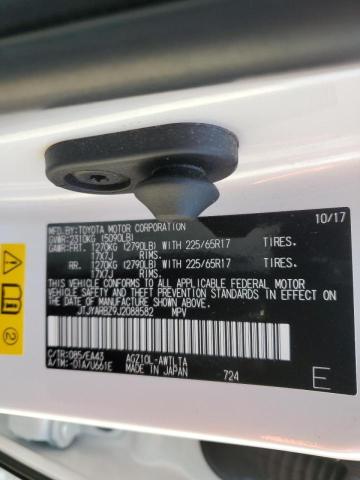 MFD.BY:TOYOTA MOTOR CORPORATION 10/17
GVWR:2310KG (5090LB)
GAWR:FRT. 1270KG (2790LB) WITH 225/65R17 TIRES.
17X7J RIMS.
RR. 1270KG (2790LB) WITH 225/65R17 TIRES.
17X7J RIMS.
THIS VEHICLE CONFORMS TO ALL APPLICABLE FEDERAL MOTOR
VEHICLE SAFETY AND THEFT PREVENTION STANDARDS IN
EFFECT ON THE DATE OF MANUFACTURE SHOWN ABOVE.
JTJYARBZ9J2088582 MPV
C/TR:085/EA43 AGZ10L-AWTLTA
A/TM:-01A/U661E MADE IN JAPAN 724 E
2